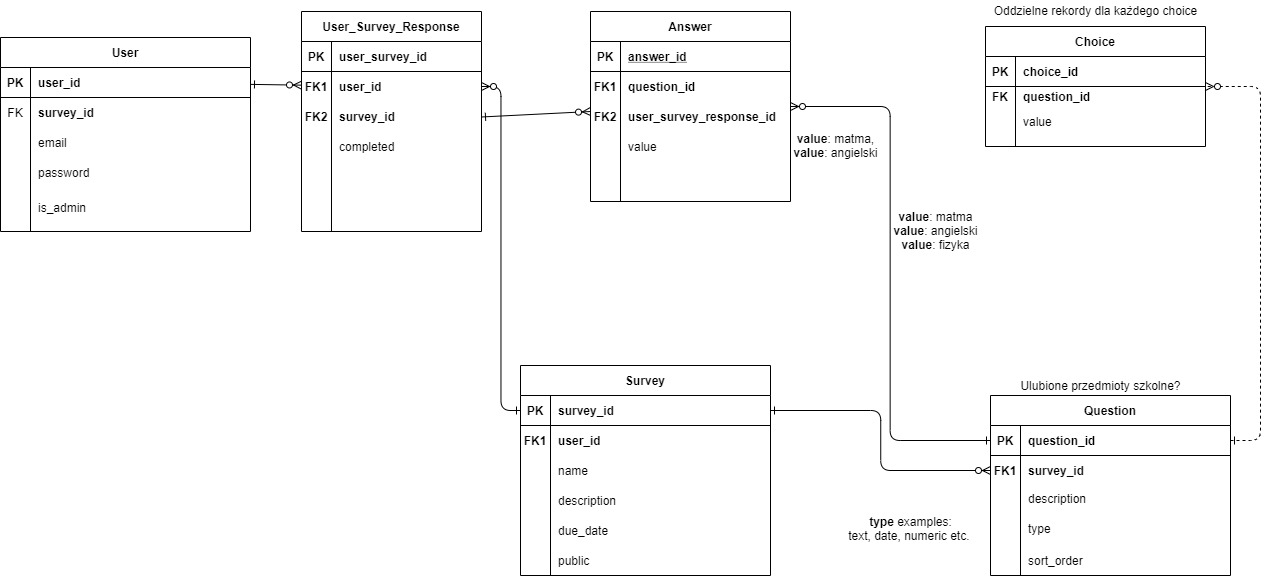 User
PK user_id
FK survey_id
email
password
is_admin
User_Survey_Response
PK user_survey_id
FK1 user_id
FK2 survey_id
completed
Answer
PK answer_id
FK1 question_id
FK2 user_survey_response_id
value
value: matma,
value: angielski
Oddzielne rekordy dla każdego choice
Choice
PK choice_id
FK question_id
value
value: matma
value: angielski
value: fizyka
Survey
PK survey_id
FK1 user_id
name
description
due_date
public
Ulubione przedmioty szkolne?
Question
PK question_id
FK1 survey_id
description
type
sort_order
type examples:
text, date, numeric etc.